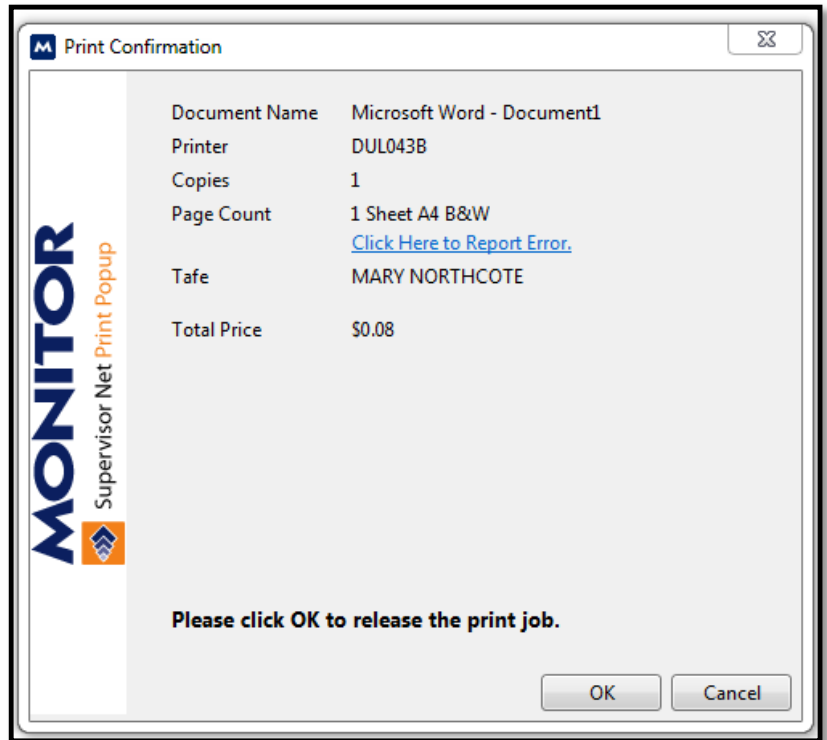 Print Confirmation
Document Name Microsoft Word - Document1
Printer DUL043B
Copies 1
Page Count 1 Sheet A4 B&W
Click Here to Report Error.
Tafe MARY NORTHCOTE
Total Price $0.08
MONITOR
Supervisor Net Print Popup
Please click OK to release the print job.
OK Cancel